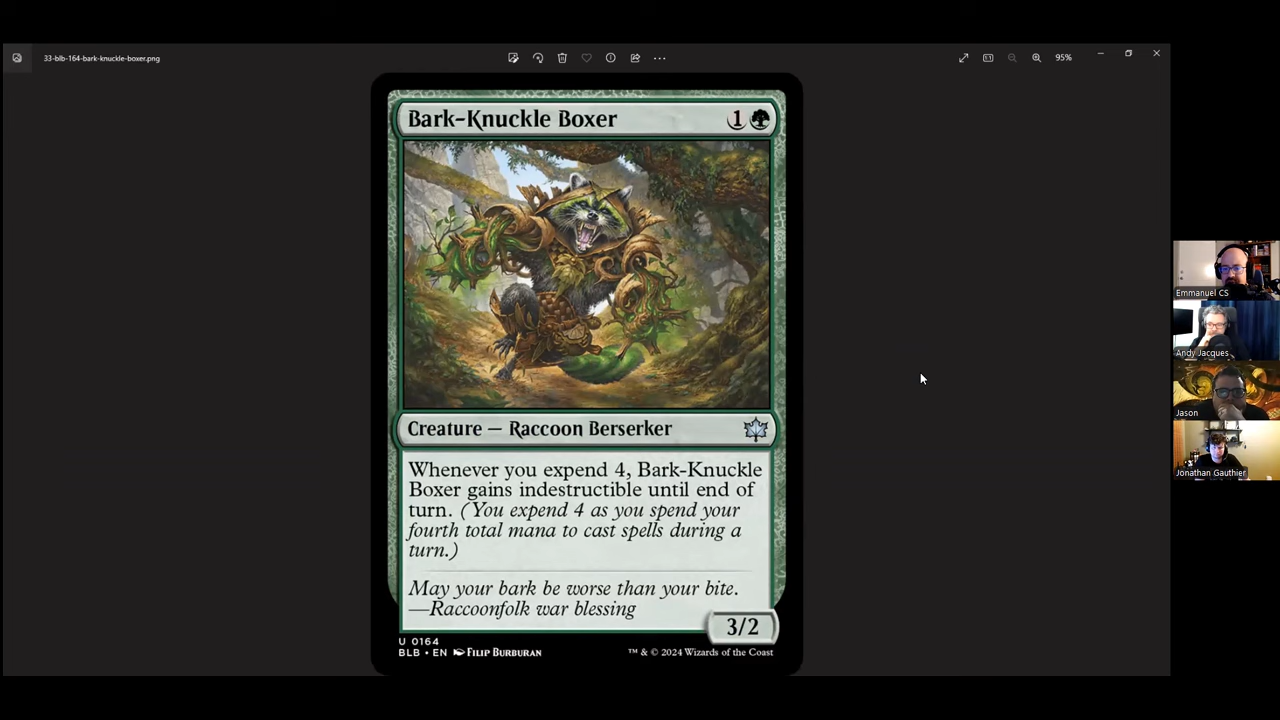 33-blb-164-bark-knuckle-boxer.png
95%
Bark-Knuckle Boxer
1
Creature — Raccoon Berserker
Whenever you expend 4, Bark-Knuckle
Boxer gains indestructible until end of
turn. (You expend 4 as you spend your
fourth total mana to cast spells during a
turn.)
May your bark be worse than your bite.
—Raccoonfolk war blessing
3/2
U 0164
BLB • EN FILIP BURBURAN
™ & © 2024 Wizards of the Coast
Emmanuel CS
Andy Jacques
Jason
Jonathan Gauthier